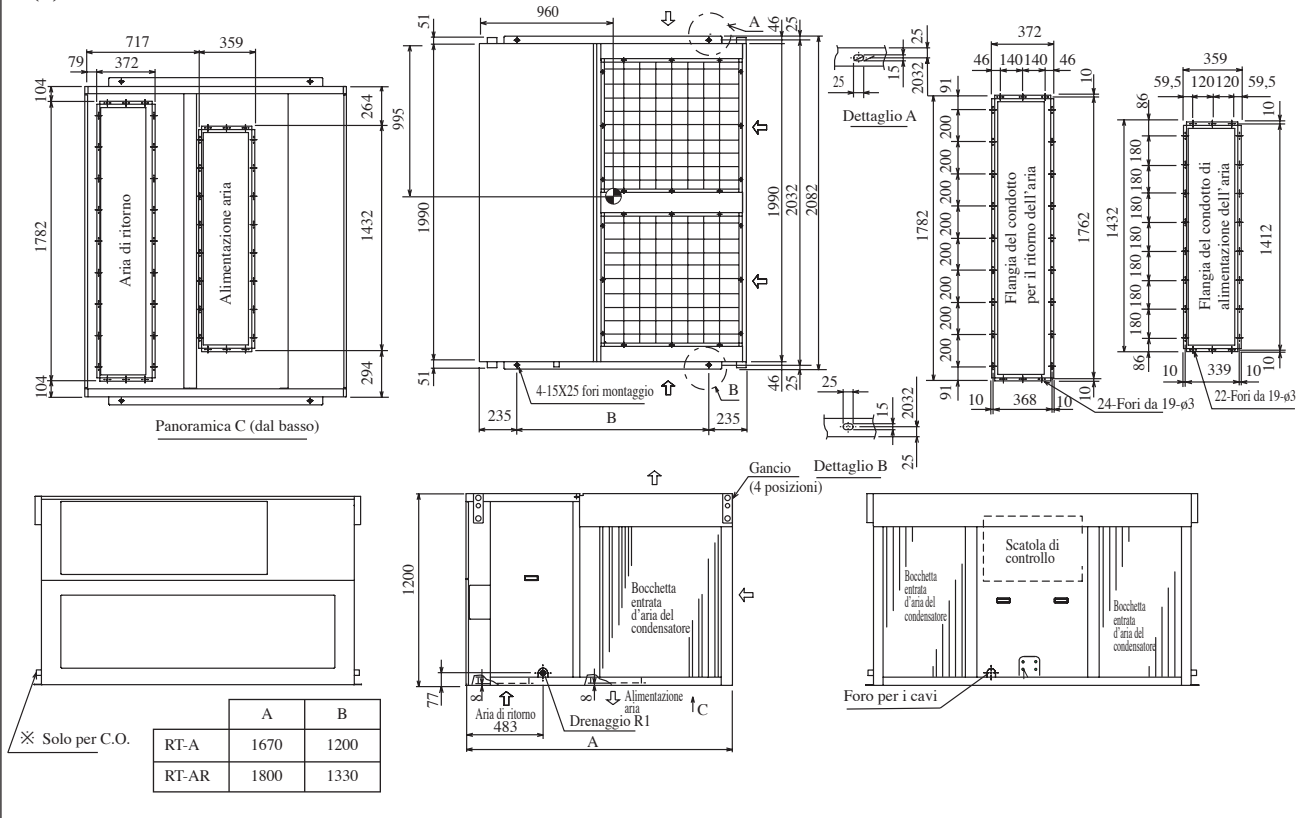 960
51
46
25
A
717
359
79
372
104
264
995
1990
1782
1432
Aria di ritorno
Alimentazione aria
104
294
Panoramica C (dal basso)
1990
2032
2082
51
46
25
4-15X25 fori montaggio
B
235
B
235
25
15
2032
25
Dettaglio A
25
15
2032
25
Dettaglio B
372
46
140
140
46
10
91
200
200
200
200
200
200
200
200
1782
Flangia del condotto
per il ritorno dell'aria
1762
91
10
368
10
10
24-Fori da 19-ø3
359
59,5
120
120
59,5
10
86
180
180
180
180
180
180
180
1432
Flangia del condotto di
alimentazione dell'aria
1412
86
10
339
10
10
22-Fori da 19-ø3
Gancio
(4 posizioni)
1200
Bocchetta
entrata
d'aria del
condensatore
77
8
8
Aria di ritorno
Alimentazione
aria
C
483
Drenaggio R1
A
Scatola di
controllo
Bocchetta
entrata
d'aria del
condensatore
Bocchetta
entrata
d'aria del
condensatore
Foro per i cavi
※ Solo per C.O.
A B
RT-A 1670 1200
RT-AR 1800 1330